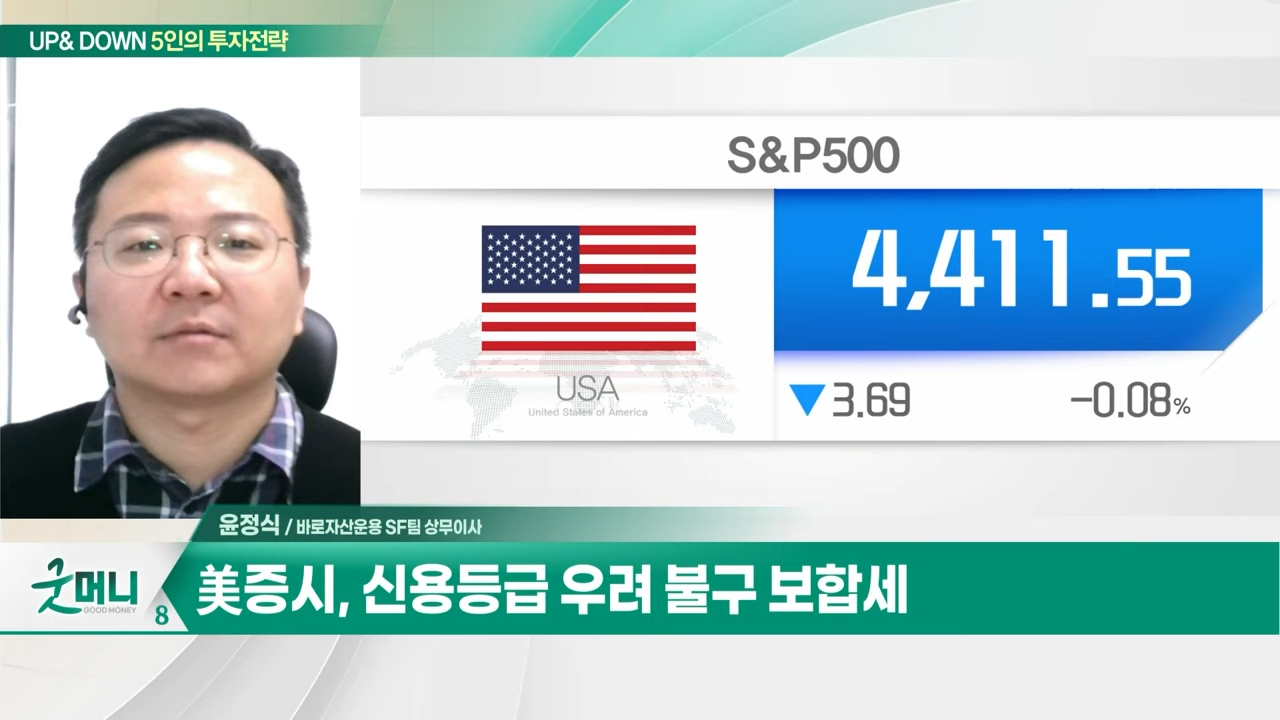 UP& DOWN 5인의 투자전략
S&P500
4,411.55
USA
United States of America
▼3.69
-0.08%
윤정식 / 바로자산운용 SF팀 상무이사
굿머니
GOOD MONEY
8
美증시, 신용등급 우려 불구 보합세